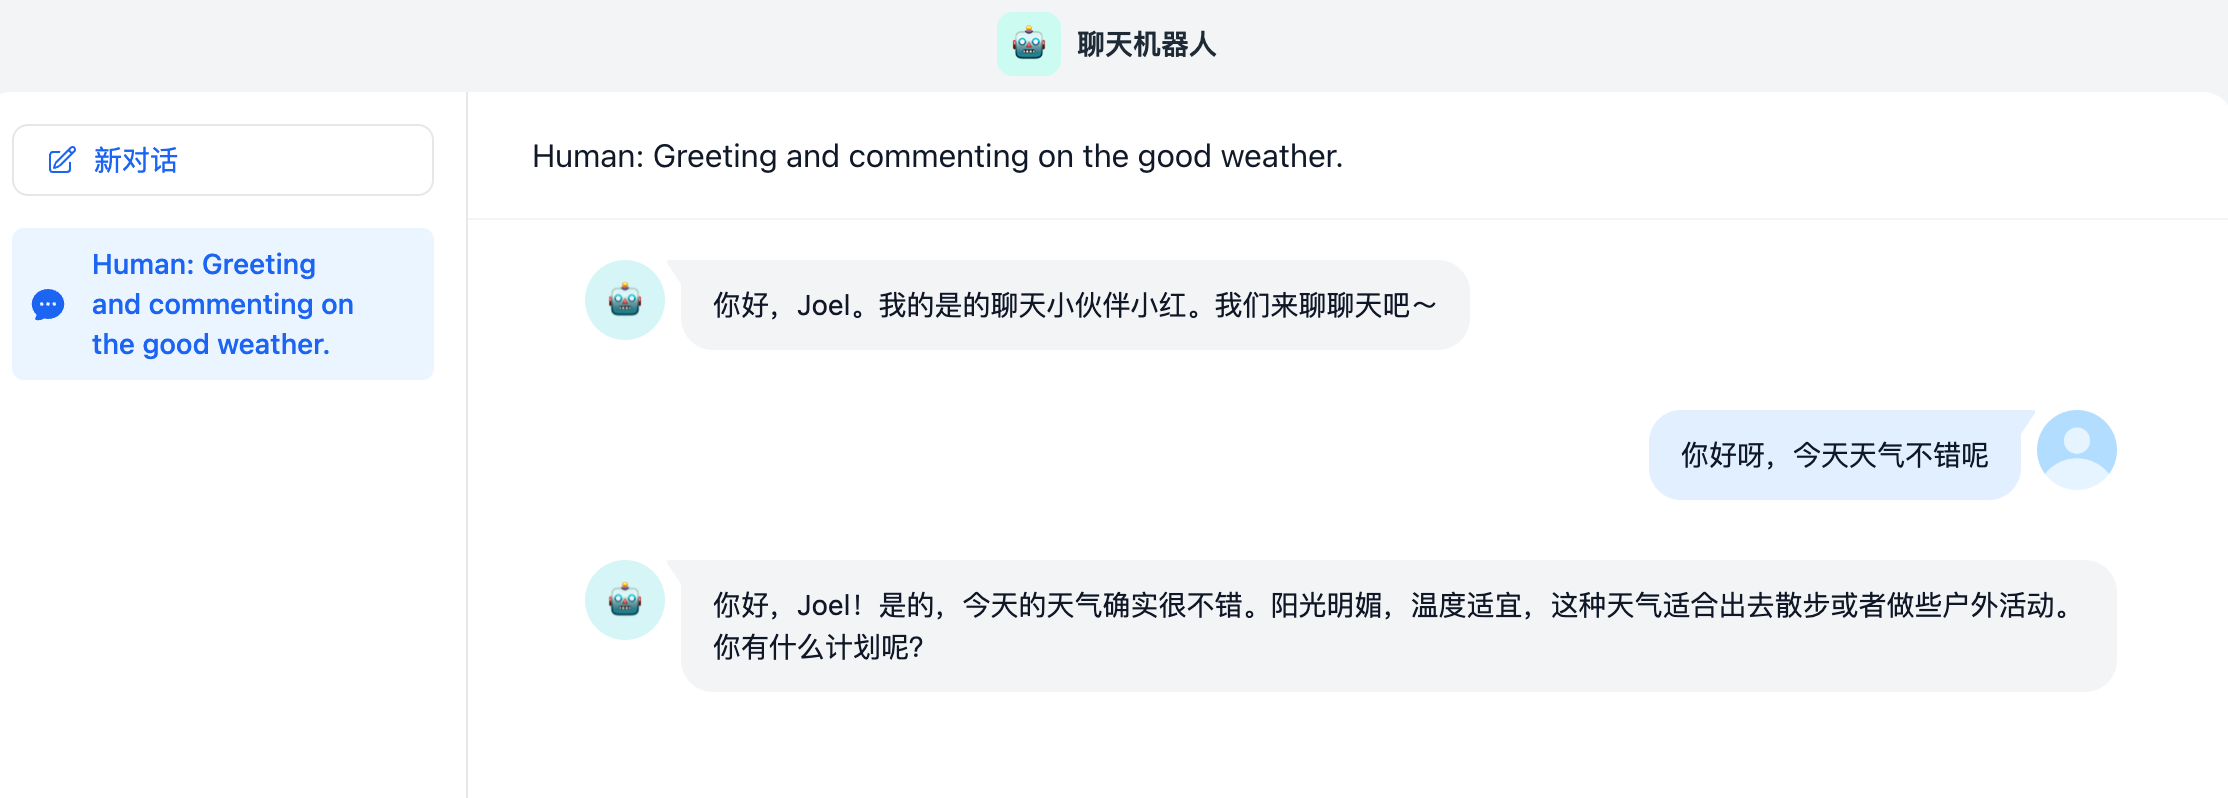 聊天机器人
新对话
Human: Greeting
and commenting on
the good weather.
Human: Greeting and commenting on the good weather.
你好，Joel。我的是的聊天小伙伴小红。我们来聊聊天吧～
你好呀，今天天气不错呢
你好，Joel！是的，今天的天气确实很不错。阳光明媚，温度适宜，这种天气适合出去散步或者做些户外活动。
你有什么计划呢?